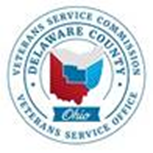 VETERANS SERVICE COMMISSION
DELAWARE COUNTY
Ohio
VETERANS SERVICE OFFICE